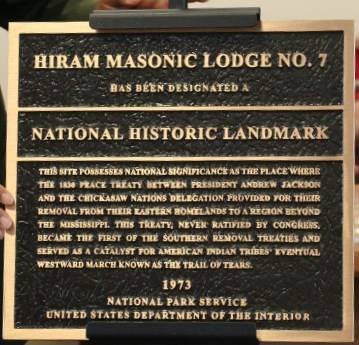 HIRAM MASONIC LODGE NO. 7
HAS BEEN DESIGNATED A
NATIONAL HISTORIC LANDMARK
THIS SITE POSSESSES NATIONAL SIGNIFICANCE AS THE PLACE WHERE
THE 1830 PEACE TREATY BETWEEN PRESIDENT ANDREW JACKSON
AND THE CHICKASAW NATIONS DELEGATION PROVIDED FOR THEIR
REMOVAL FROM THEIR EASTERN HOMELANDS TO A REGION BEYOND
THE MISSISSIPPI. THIS TREATY, NEVER RATIFIED BY CONGRESS,
BECAME THE FIRST OF THE SOUTHERN REMOVAL TREATIES AND
SERVED AS A CATALYST FOR AMERICAN INDIAN TRIBES' EVENTUAL
WESTWARD MARCH KNOWN AS THE TRAIL OF TEARS.
1973
NATIONAL PARK SERVICE
UNITED STATES DEPARTMENT OF THE INTERIOR